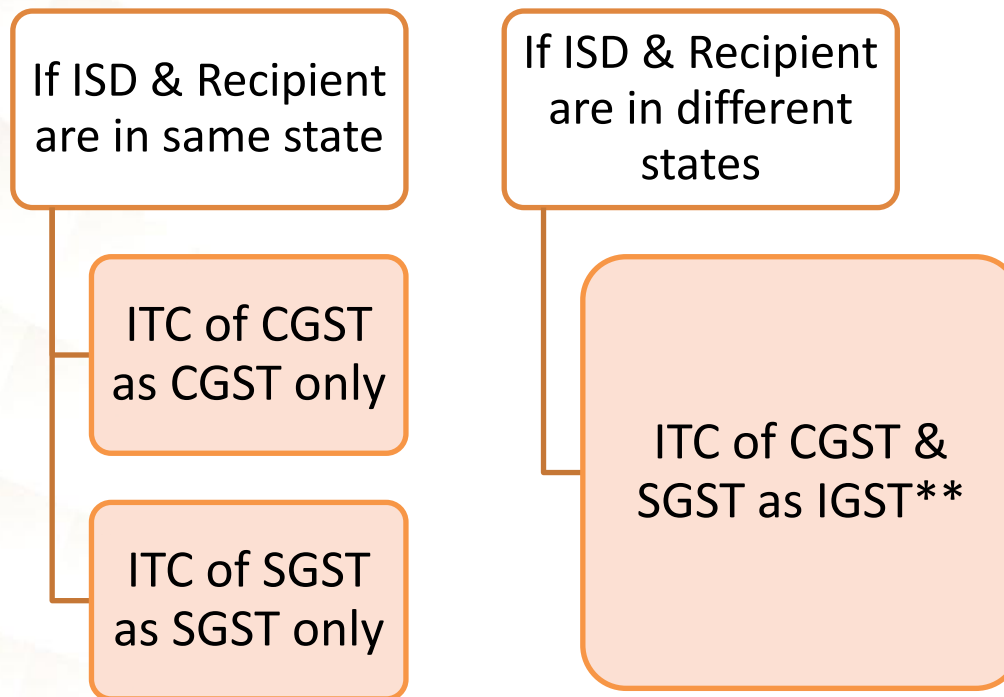 If ISD & Recipient
are in same state
ITC of CGST
as CGST only
ITC of SGST
as SGST only
If ISD & Recipient
are in different
states
ITC of CGST &
SGST as IGST**